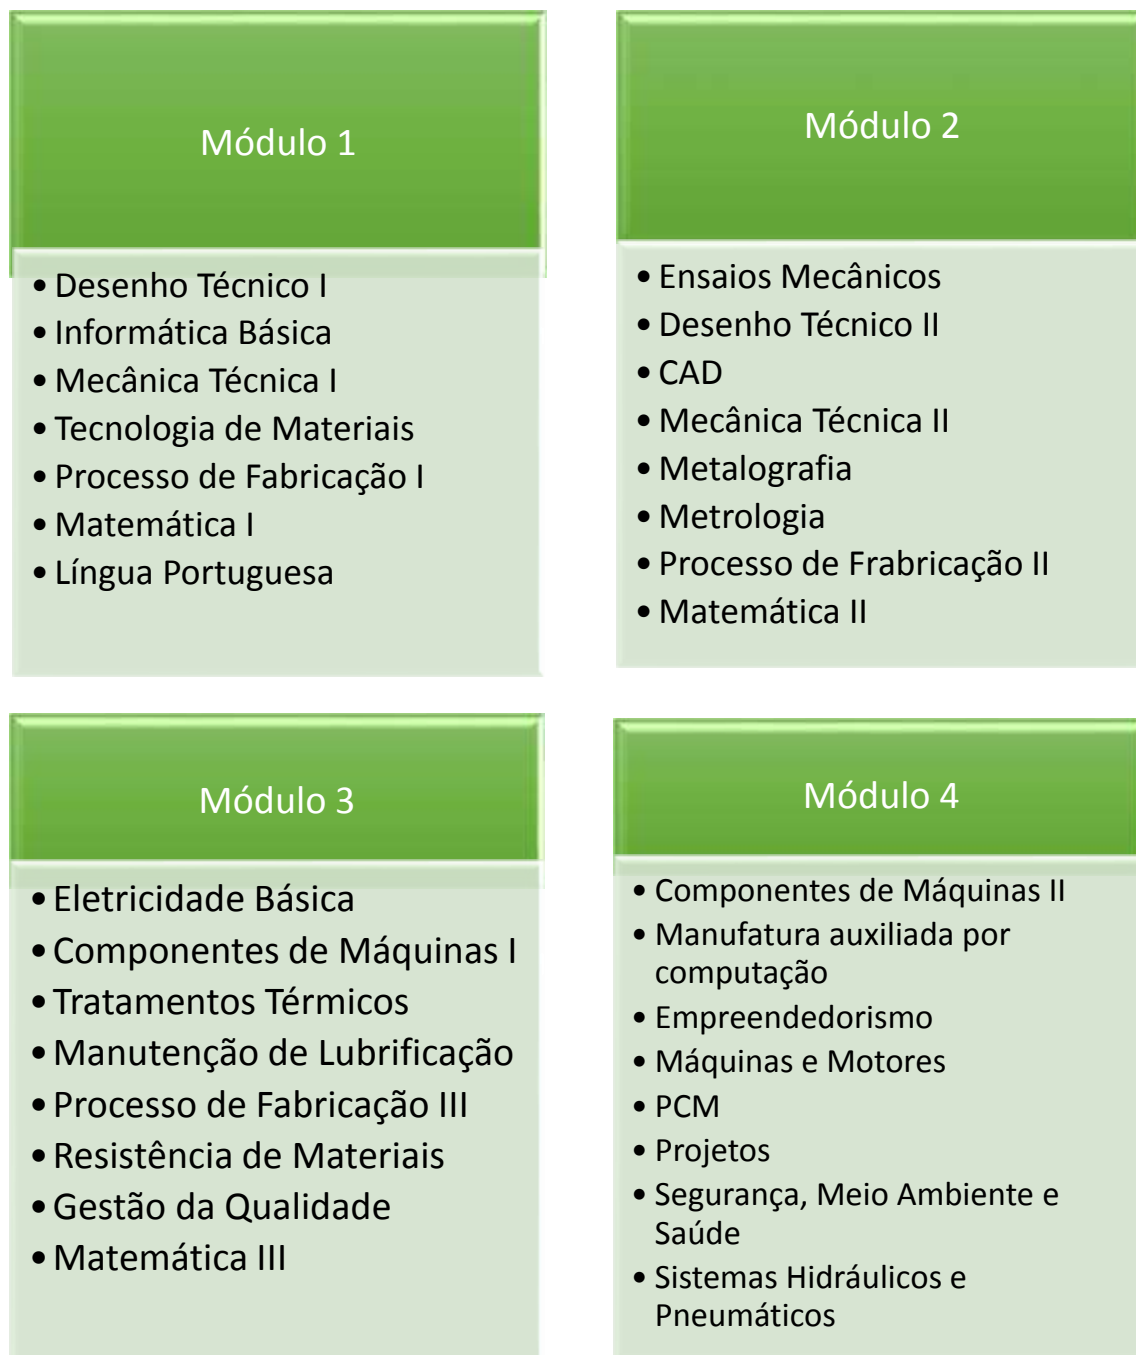 Módulo 1
• Desenho Técnico I
• Informática Básica
• Mecânica Técnica I
• Tecnologia de Materiais
• Processo de Fabricação I
• Matemática I
• Língua Portuguesa
Módulo 2
• Ensaios Mecânicos
• Desenho Técnico II
• CAD
• Mecânica Técnica II
• Metalografia
• Metrologia
• Processo de Frabricação II
• Matemática II
Módulo 3
• Eletricidade Básica
• Componentes de Máquinas I
• Tratamentos Térmicos
• Manutenção de Lubrificação
• Processo de Fabricação III
• Resistência de Materiais
• Gestão da Qualidade
• Matemática III
Módulo 4
• Componentes de Máquinas II
• Manufatura auxiliada por
computação
• Empreendedorismo
• Máquinas e Motores
• PCM
• Projetos
• Segurança, Meio Ambiente e
Saúde
• Sistemas Hidráulicos e
Pneumáticos